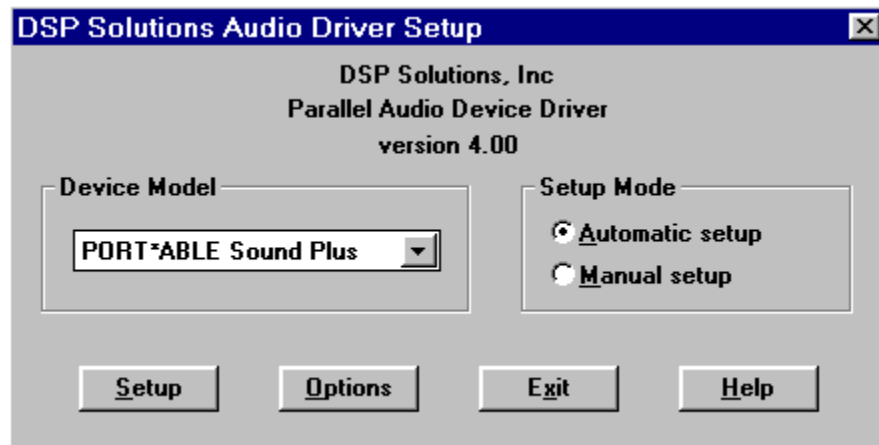 DSP Solutions Audio Driver Setup
DSP Solutions, Inc
Parallel Audio Device Driver
version 4.00
Device Model
PORT*ABLE Sound Plus
Setup Mode
Automatic setup
Manual setup
Setup Options Exit Help